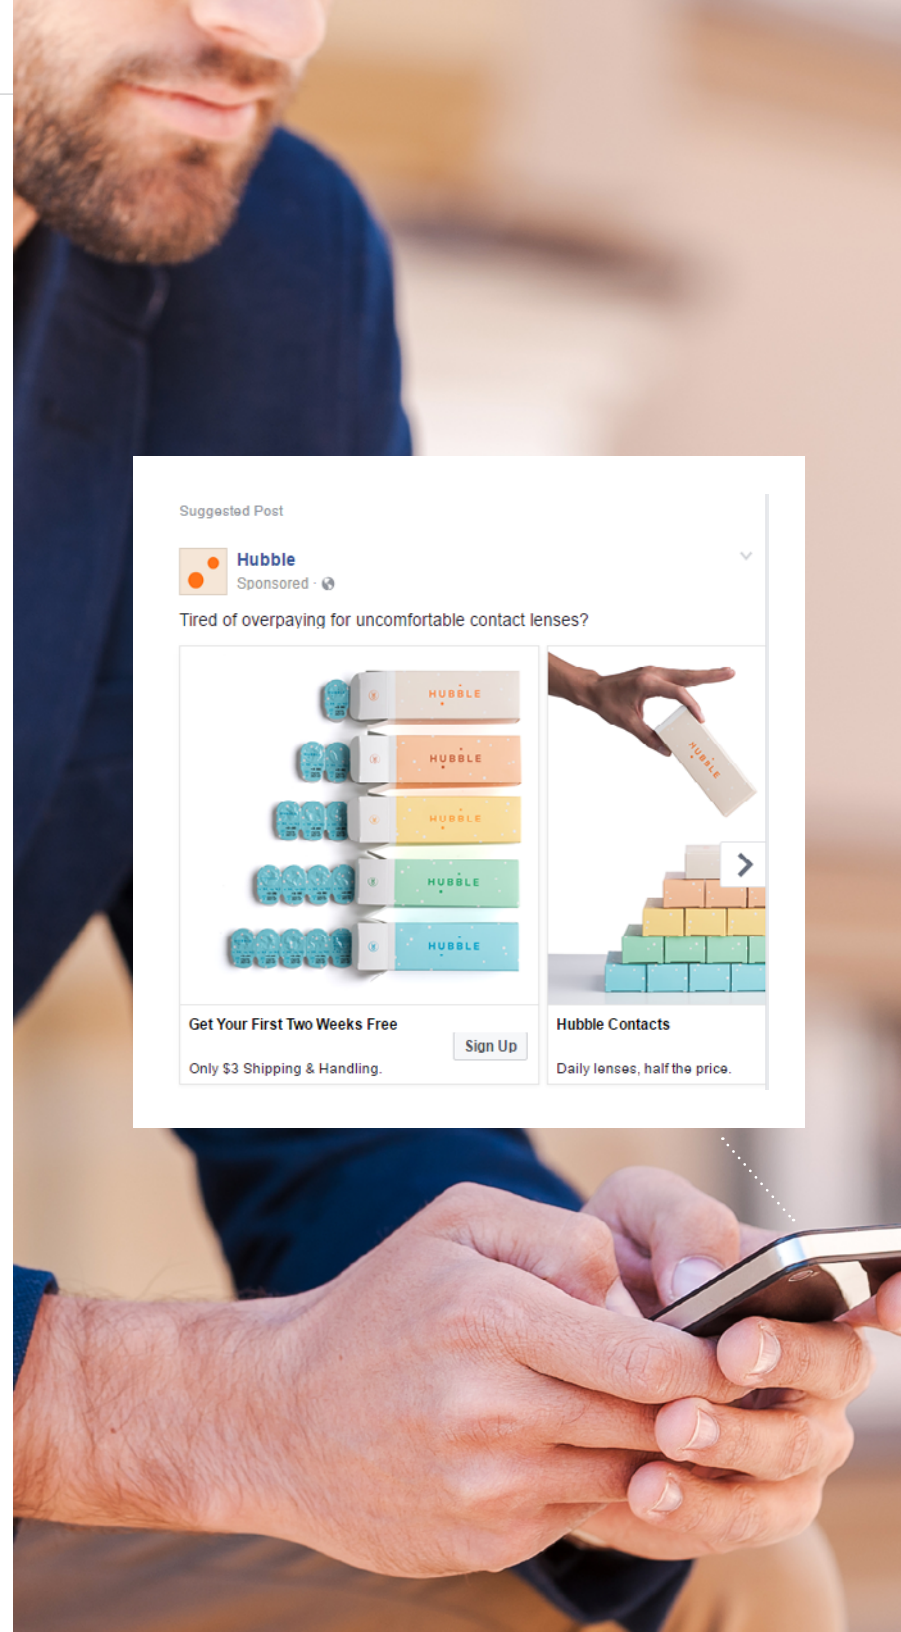 Suggested Post
Hubble
Sponsored ·
Tired of overpaying for uncomfortable contact lenses?
HUBBLE
HUBBLE
HUBBLE
HUBBLE
HUBBLE
HUBBLE
Get Your First Two Weeks Free
Sign Up
Only $3 Shipping & Handling.
Hubble Contacts
Daily lenses, half the price.